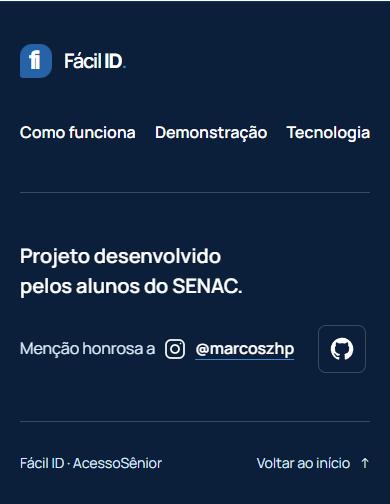 fi Fácil ID.
Como funciona Demonstração Tecnologia
Projeto desenvolvido
pelos alunos do SENAC.
Menção honrosa a @marcoszhp
Fácil ID · AcessoSênior Voltar ao início ↑